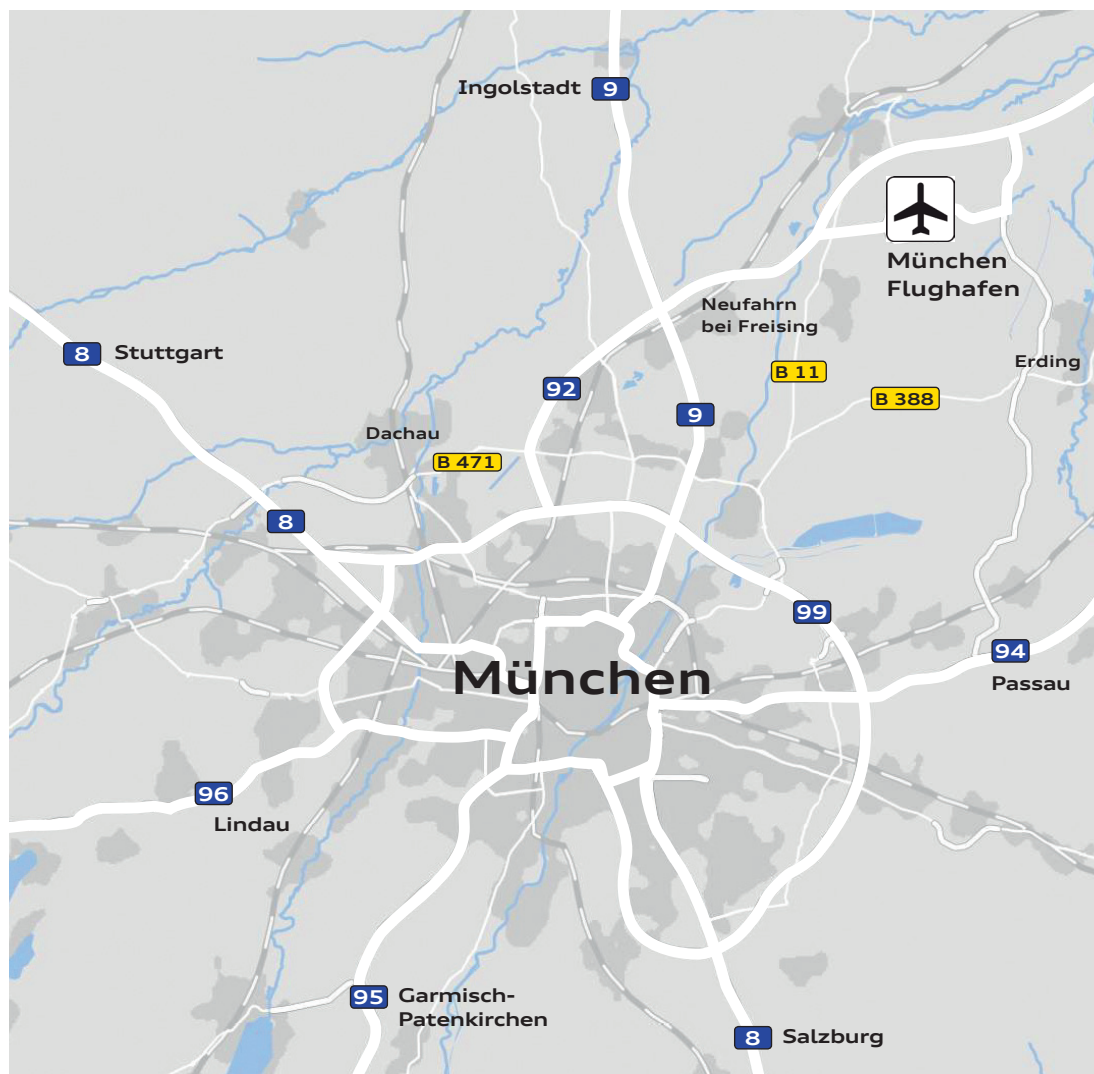 Ingolstadt 9
München
Flughafen
Neufahrn
bei Freising
8 Stuttgart
Erding
B 11
92
B 388
9
Dachau
B 471
8
99
94
München
Passau
96
Lindau
95 Garmisch-
Patenkirchen
8 Salzburg